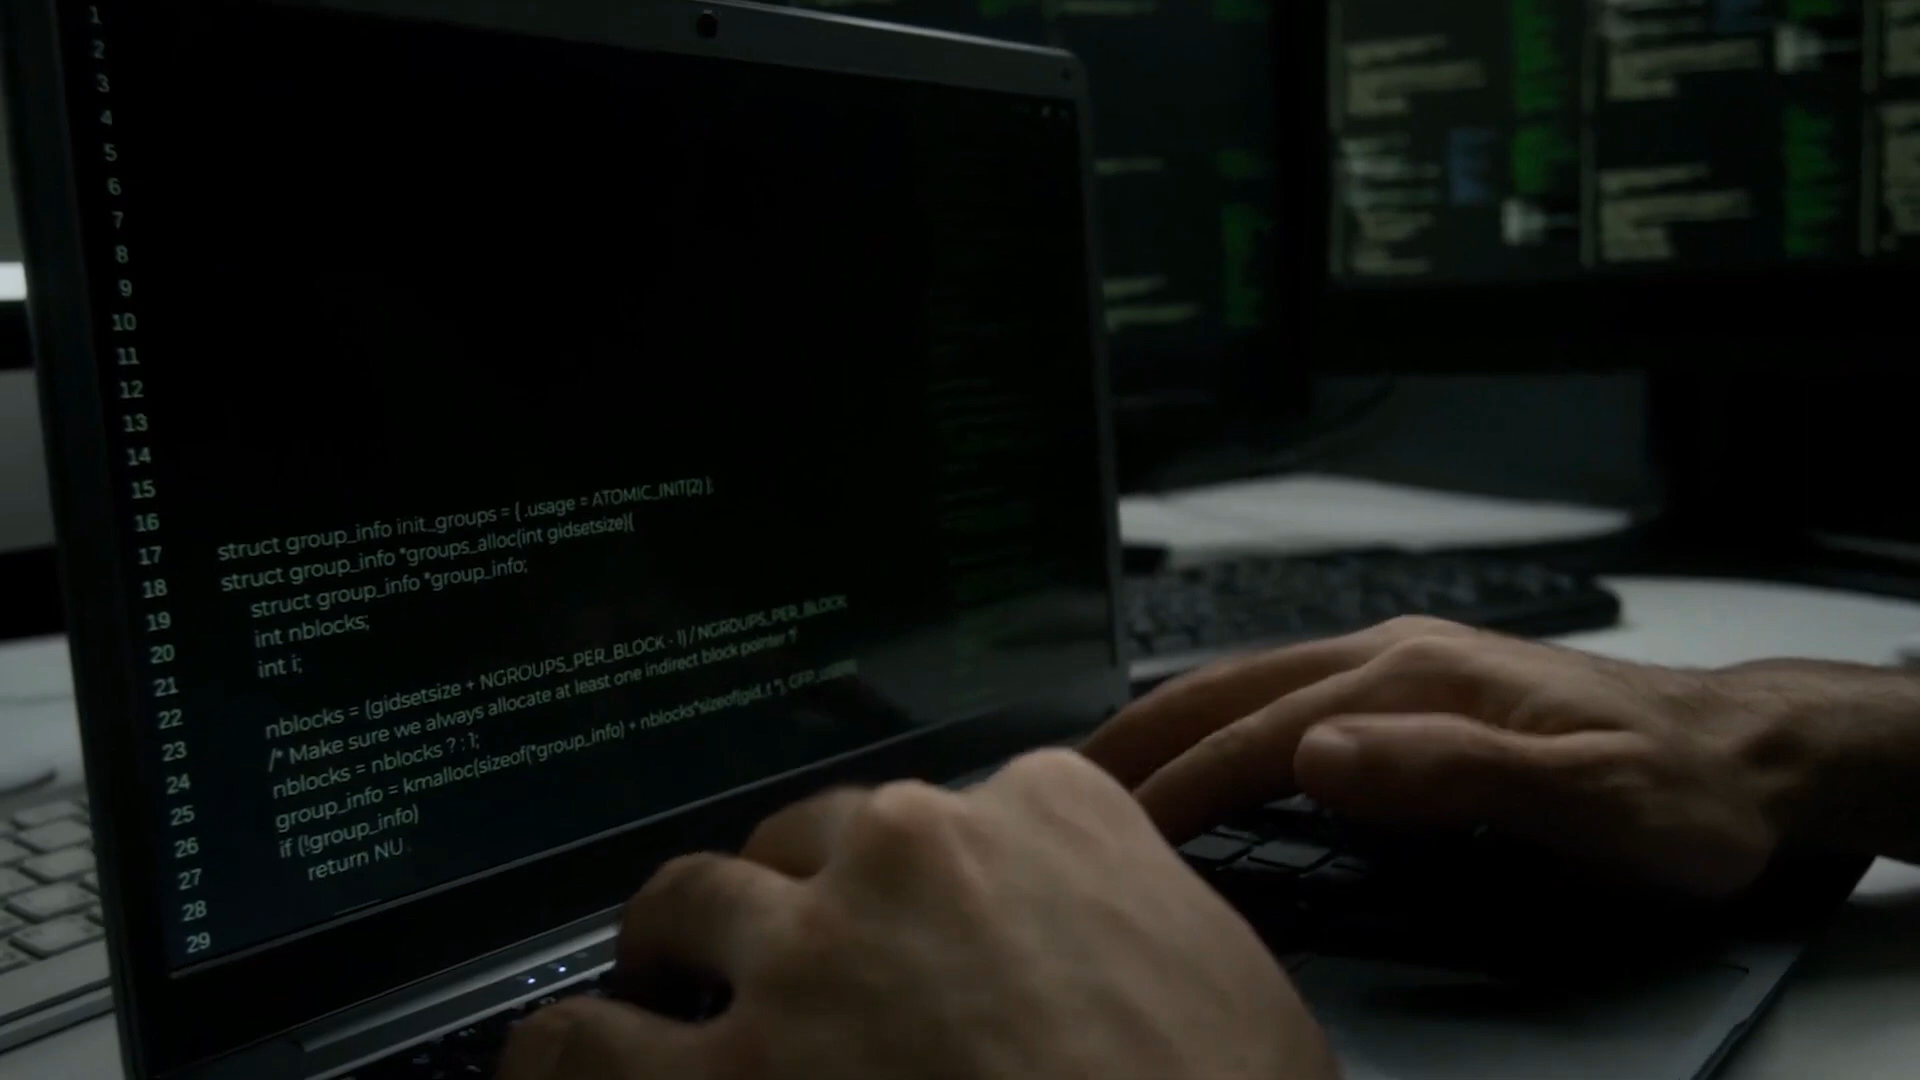 1
2
3
4
5
6
7
8
9
10
11
12
13
14
15
16
17
18
19
20
21
22
23
24
25
26
27
28
29
struct group_info init_groups = { .usage = ATOMIC_INIT(2) };
struct group_info *groups_alloc(int gidsetsize){
struct group_info *group_info;
int nblocks;
int i;
nblocks = (gidsetsize + NGROUPS_PER_BLOCK - 1) / NGROUPS_PER_BLOCK;
/* Make sure we always allocate at least one indirect block pointer */
nblocks = nblocks ? : 1;
group_info = kmalloc(sizeof(*group_info) + nblocks*sizeof(gid_t *), GFP_USER);
if (!group_info)
return NU